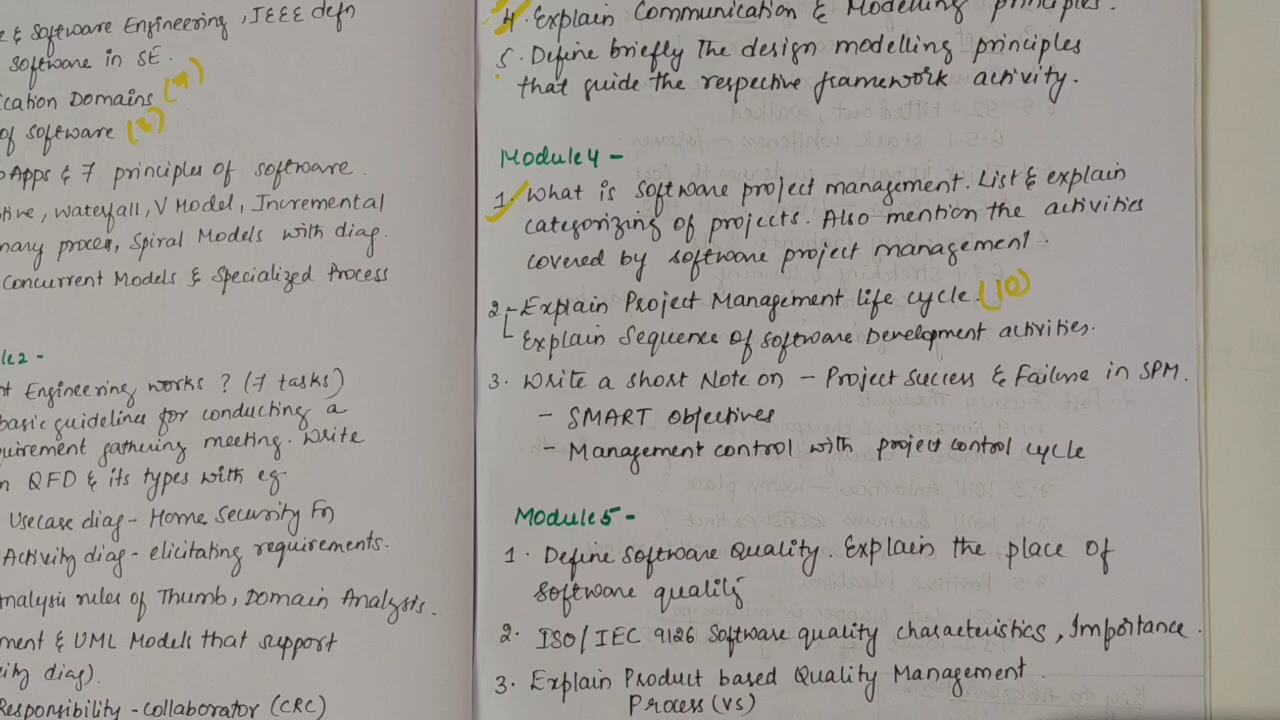 & Software Engineering, IEEE defn
software in SE.
cation Domains (4)
of software (3)
Apps & 7 principles of software.
tive, waterfall, V Model, Incremental
nary proces, Spiral Models with diag.
Concurrent Models & Specialized Process
le2 -
nt Engineering works? (7 tasks)
basic guidelines for conducting a
quirement gathering meeting. Write
n QFD & its types with eg
Usecase diag - Home Security Fn
Activity diag - elicitating requirements.
nalysis rules of Thumb, Domain Analysis.
ment & UML Models that support
ity diag).
Responsibility - collaborator (CRC)
4. Explain Communication & Modelling principles.
5. Define briefly the design modelling principles
that guide the respective framework activity.
Module 4 -
1. What is software project management. List & explain
categorizing of projects. Also mention the activities
covered by software project management.
2. Explain Project Management life cycle. (10)
Explain Sequence of Software Development activities.
3. Write a short Note on - Project Success & Failure in SPM.
- SMART objectives
- Management control with project control cycle
Module 5 -
1. Define Software Quality. Explain the place of
software quality
2. ISO/IEC 9126 Software quality characteristics, Importance.
3. Explain Product based Quality Management
Process (VS)